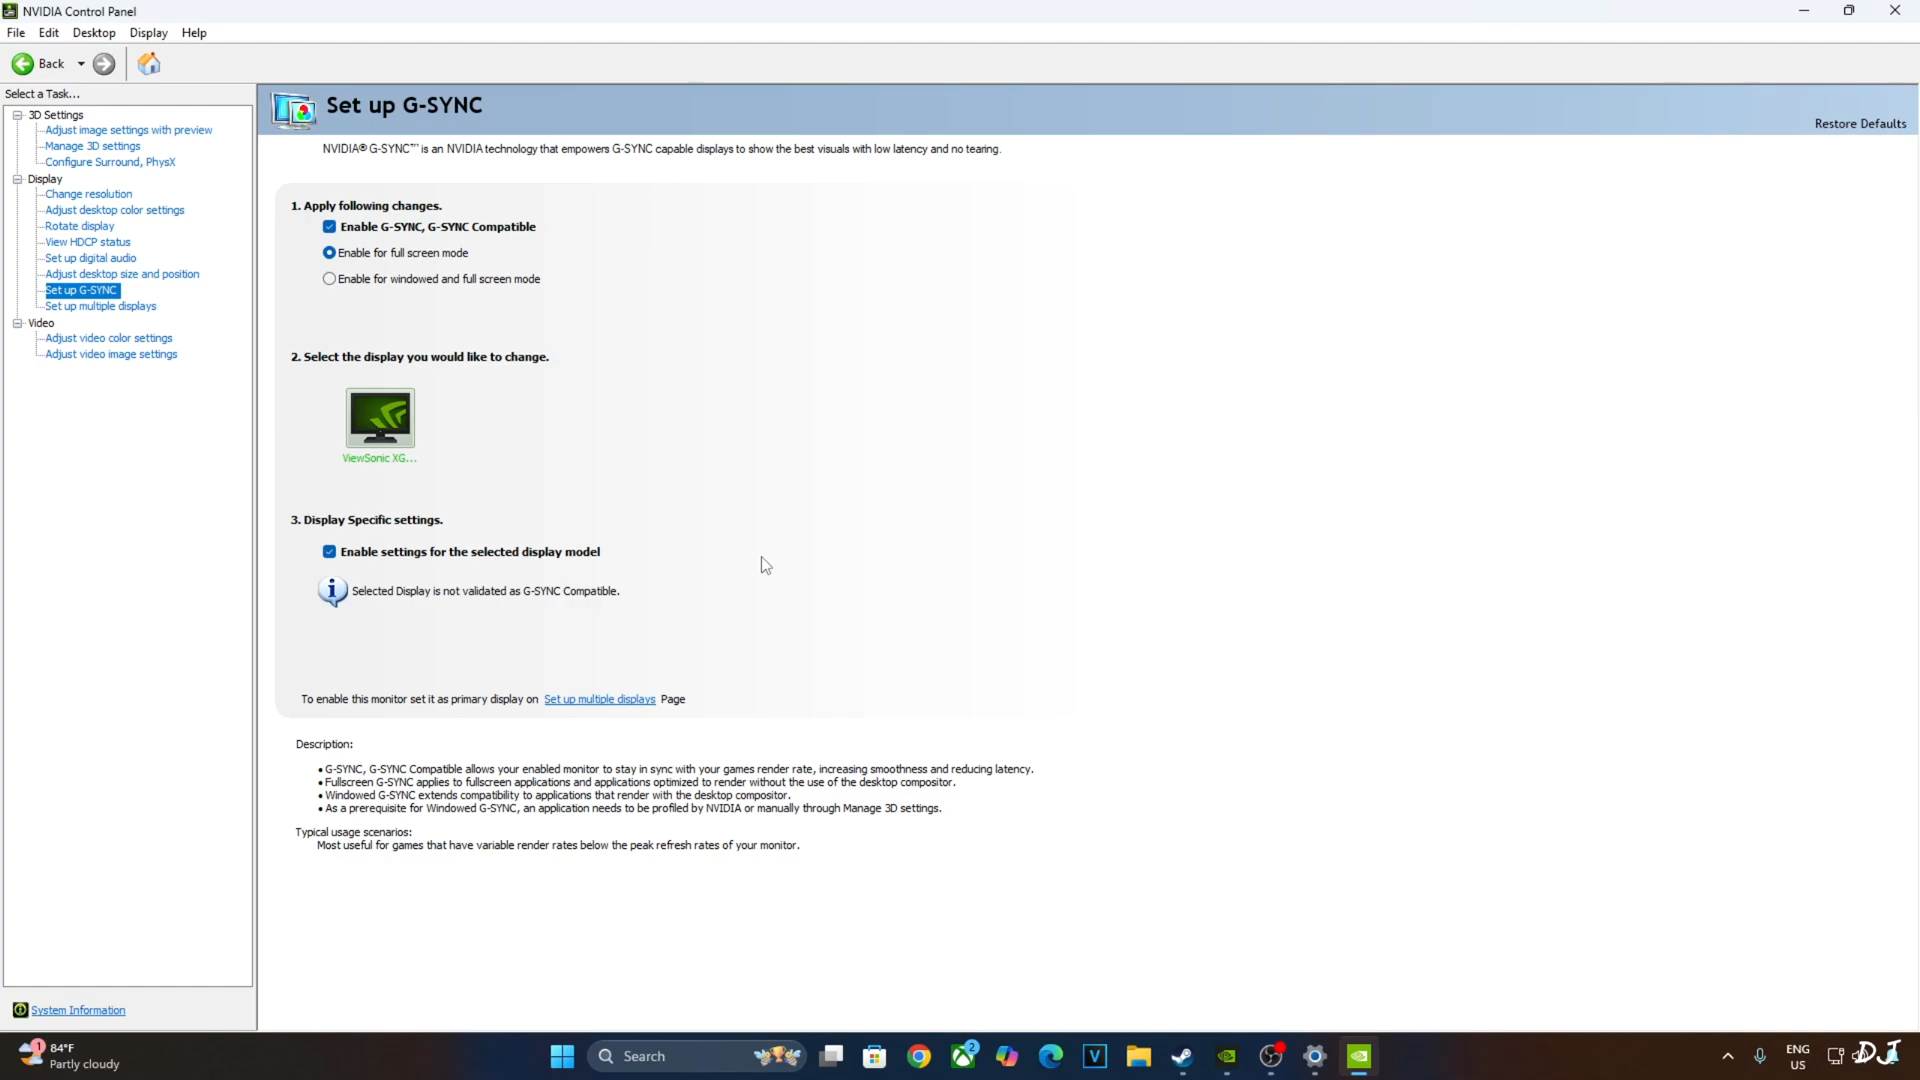 NVIDIA Control Panel
File Edit Desktop Display Help
Back
Select a Task...
3D Settings
Adjust image settings with preview
Manage 3D settings
Configure Surround, PhysX
Display
Change resolution
Adjust desktop color settings
Rotate display
View HDCP status
Set up digital audio
Adjust desktop size and position
Set up G-SYNC
Set up multiple displays
Video
Adjust video color settings
Adjust video image settings
System Information
Set up G-SYNC
Restore Defaults
NVIDIA® G-SYNC™ is an NVIDIA technology that empowers G-SYNC capable displays to show the best visuals with low latency and no tearing.
1. Apply following changes.
Enable G-SYNC, G-SYNC Compatible
Enable for full screen mode
Enable for windowed and full screen mode
2. Select the display you would like to change.
ViewSonic XG...
3. Display Specific settings.
Enable settings for the selected display model
Selected Display is not validated as G-SYNC Compatible.
To enable this monitor set it as primary display on Set up multiple displays Page
Description:
• G-SYNC, G-SYNC Compatible allows your enabled monitor to stay in sync with your games render rate, increasing smoothness and reducing latency.
• Fullscreen G-SYNC applies to fullscreen applications and applications optimized to render without the use of the desktop compositor.
• Windowed G-SYNC extends compatibility to applications that render with the desktop compositor.
• As a prerequisite for Windowed G-SYNC, an application needs to be profiled by NVIDIA or manually through Manage 3D settings.
Typical usage scenarios:
Most useful for games that have variable render rates below the peak refresh rates of your monitor.
1
84°F
Partly cloudy
Search
2
V
ENG
US
DJ